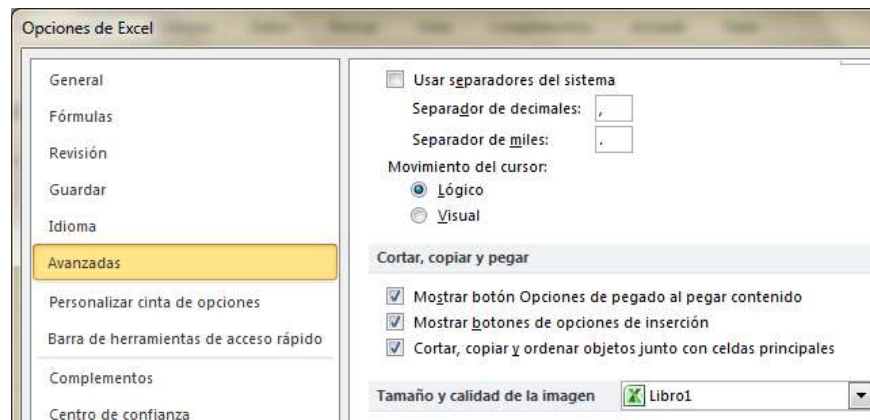 Opciones de Excel
General
Fórmulas
Revisión
Guardar
Idioma
Avanzadas
Personalizar cinta de opciones
Barra de herramientas de acceso rápido
Complementos
Centro de confianza
Usar separadores del sistema
Separador de decimales: ,
Separador de miles: .
Movimiento del cursor:
Lógico
Visual
Cortar, copiar y pegar
Mostrar botón Opciones de pegado al pegar contenido
Mostrar botones de opciones de inserción
Cortar, copiar y ordenar objetos junto con celdas principales
Tamaño y calidad de la imagen Libro1